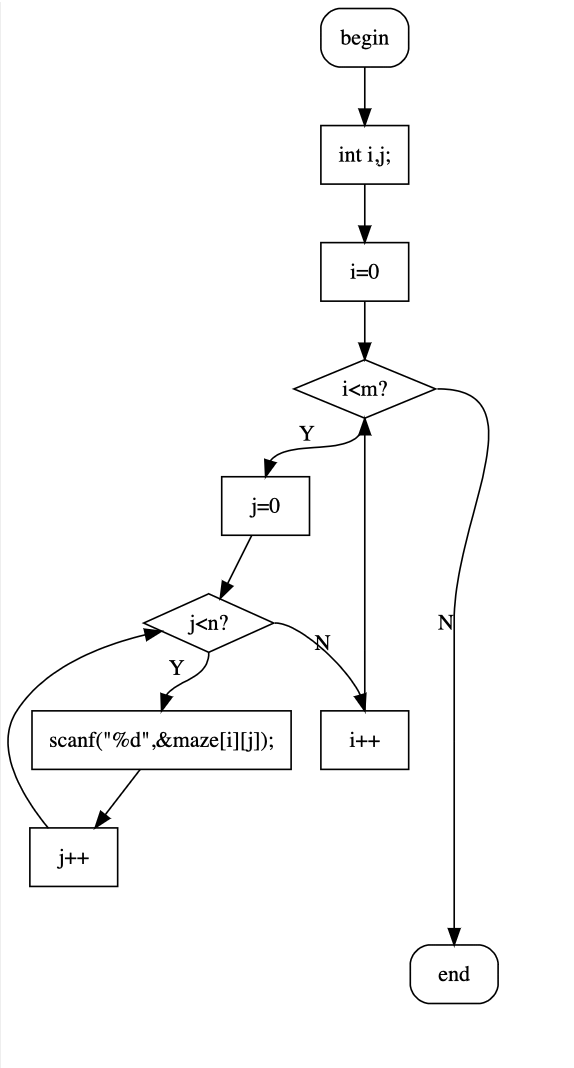 begin
int i,j;
i=0
i<m?
Y
j=0
j<n?
N
N
Y
scanf("%d",&maze[i][j]);
i++
j++
end